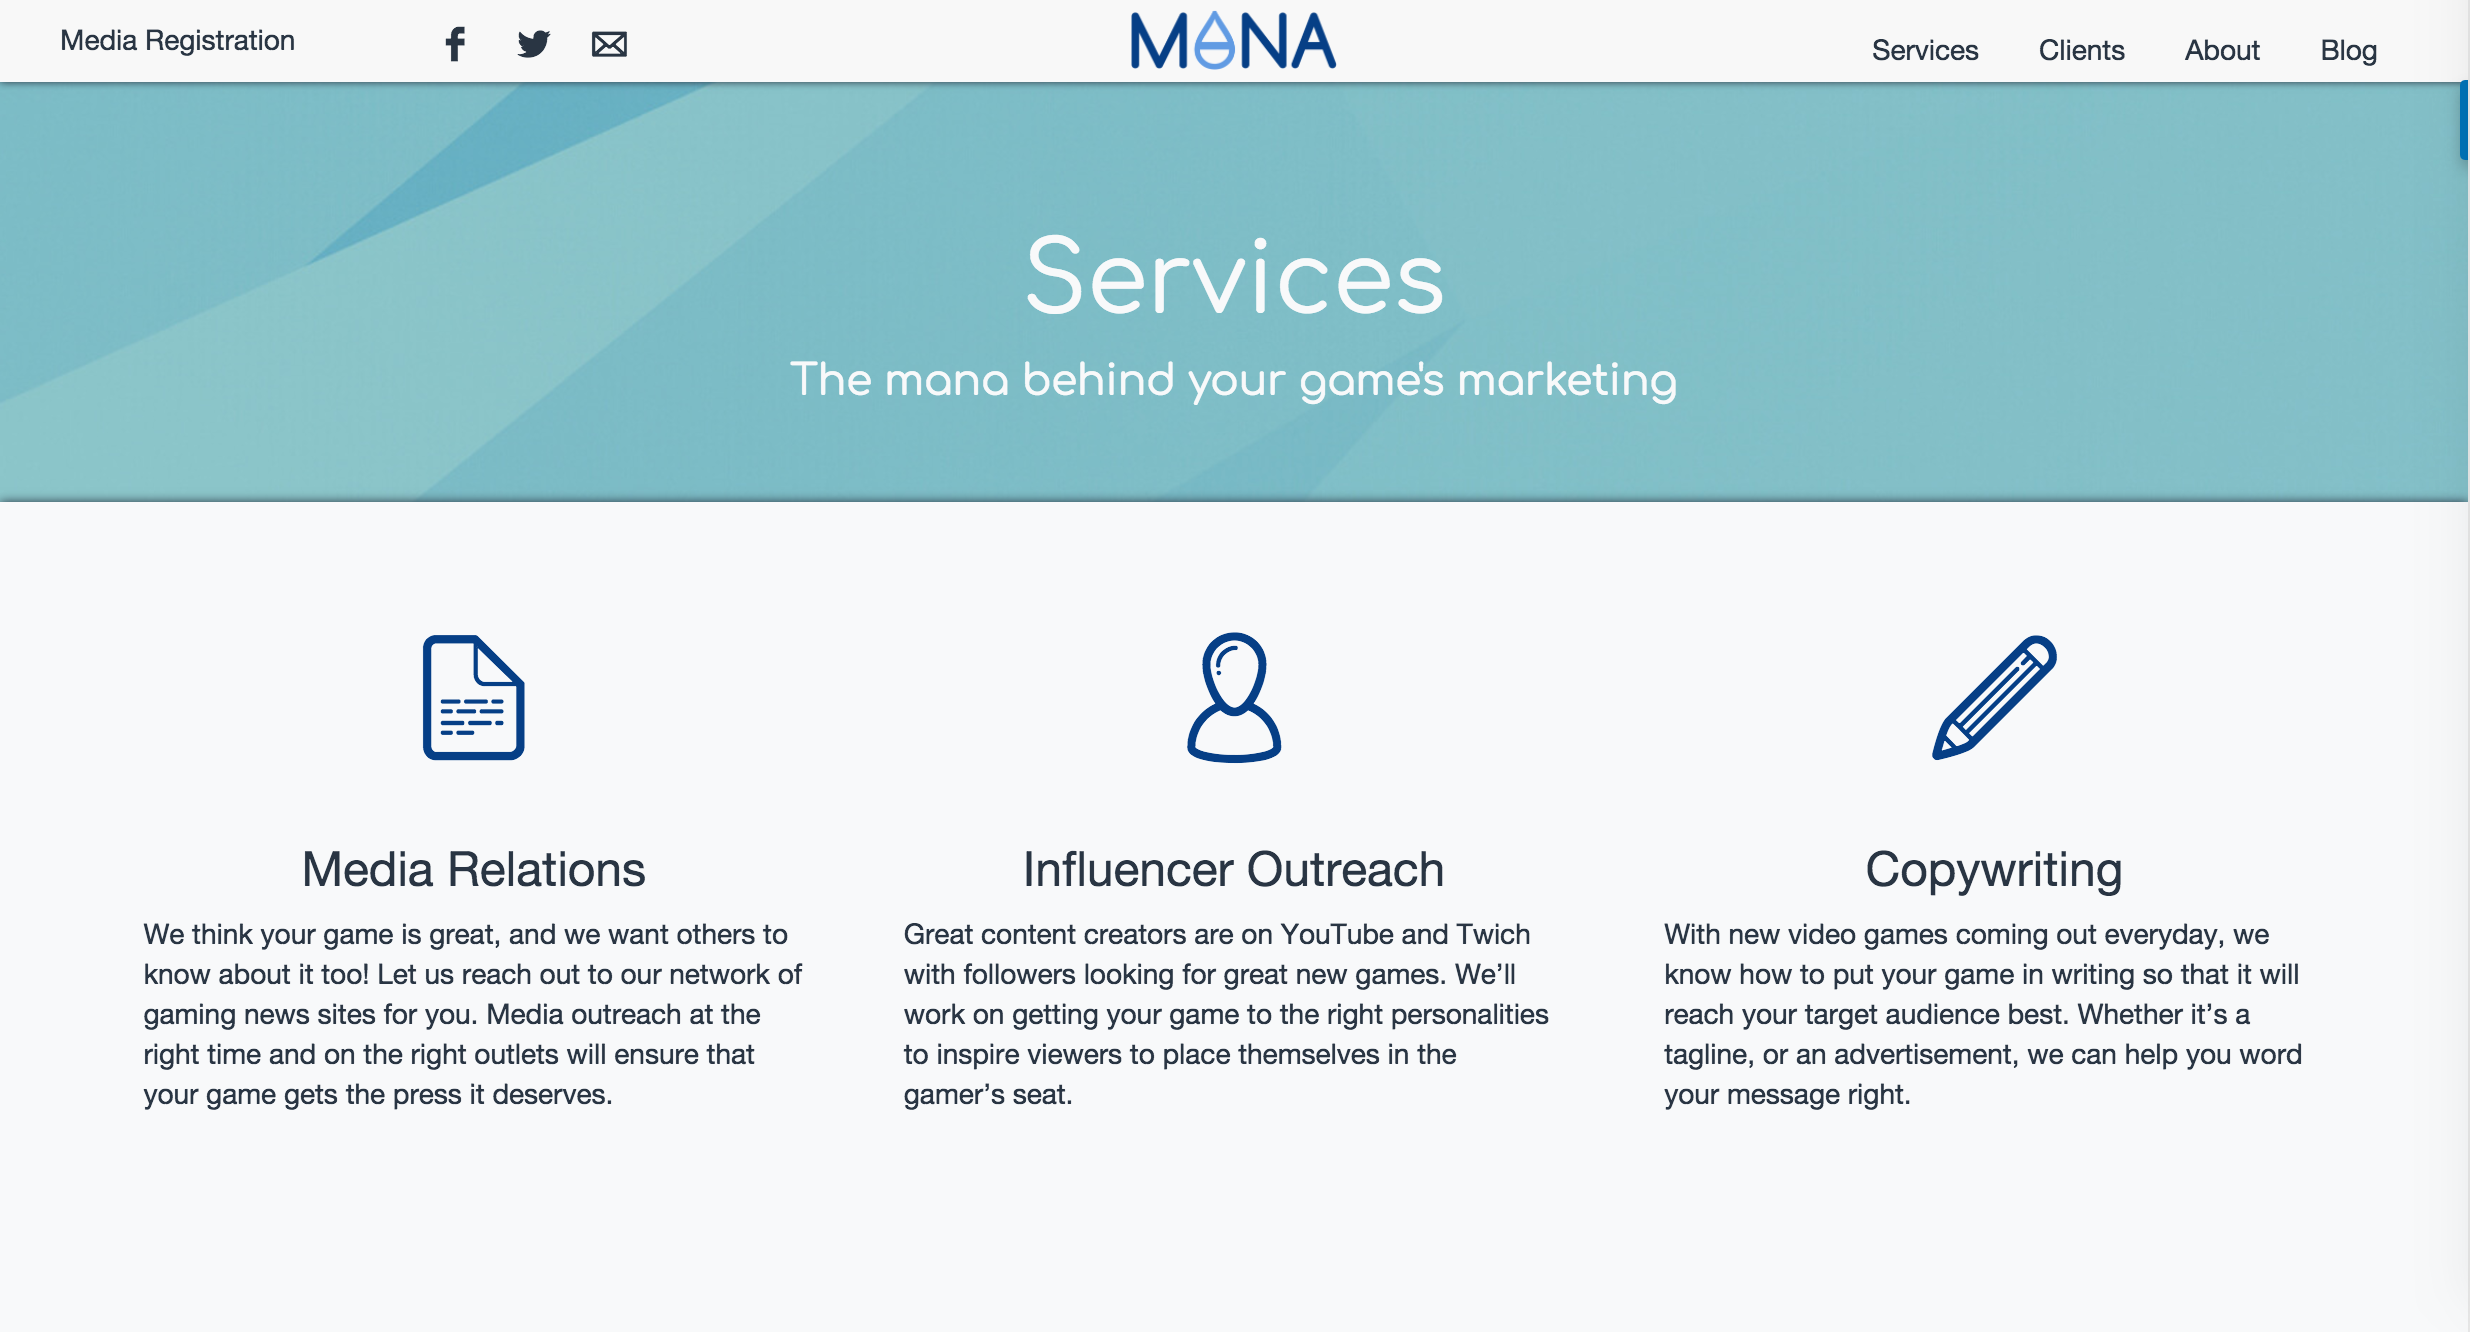 Media Registration
MANA
Services Clients About Blog
Services
The mana behind your game's marketing
Media Relations
We think your game is great, and we want others to
know about it too! Let us reach out to our network of
gaming news sites for you. Media outreach at the
right time and on the right outlets will ensure that
your game gets the press it deserves.
Influencer Outreach
Great content creators are on YouTube and Twich
with followers looking for great new games. We’ll
work on getting your game to the right personalities
to inspire viewers to place themselves in the
gamer’s seat.
Copywriting
With new video games coming out everyday, we
know how to put your game in writing so that it will
reach your target audience best. Whether it’s a
tagline, or an advertisement, we can help you word
your message right.